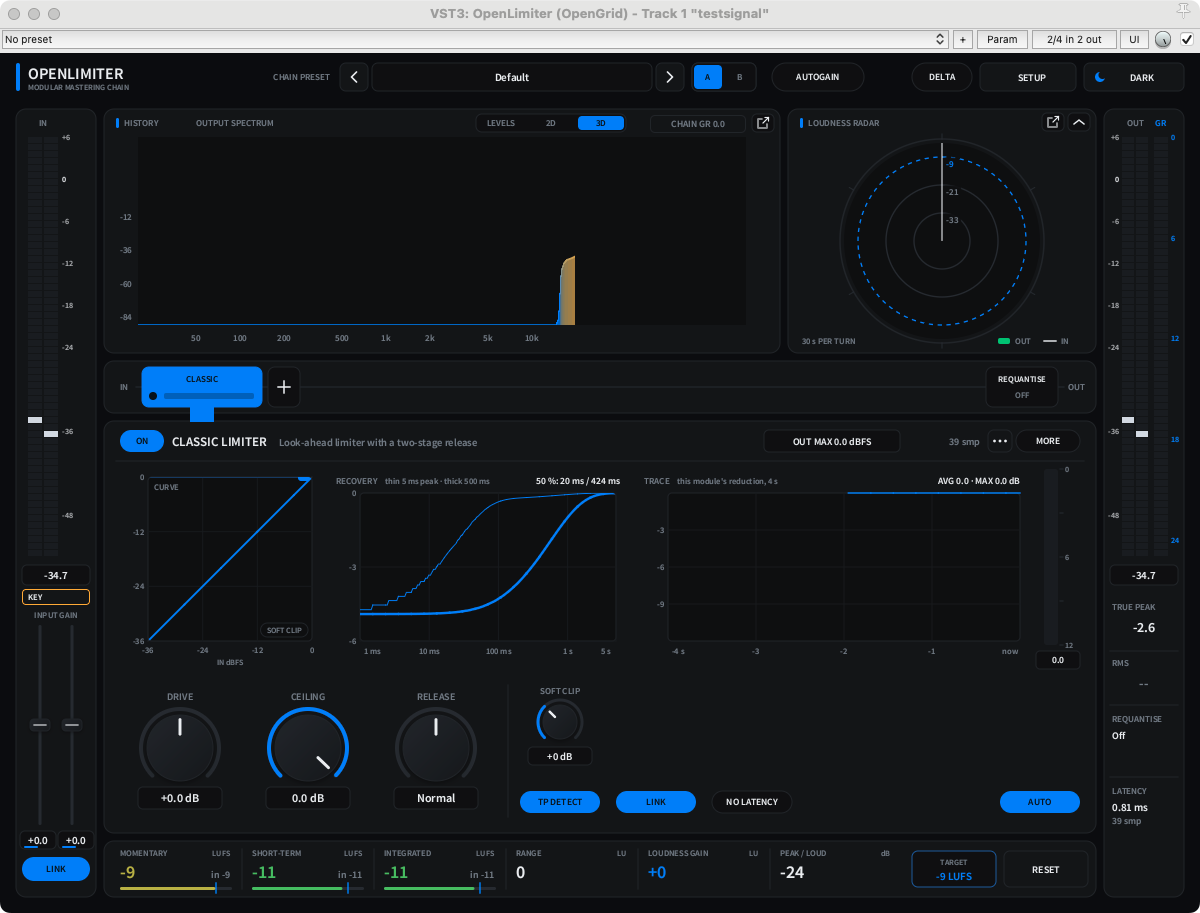 VST3: OpenLimiter (OpenGrid) - Track 1 "testsignal"
No preset
+
Param
2/4 in 2 out
UI
OPENLIMITER
MODULAR MASTERING CHAIN
CHAIN PRESET
Default
A
B
AUTOGAIN
DELTA
SETUP
DARK
IN
+6
0
-6
-12
-18
-24
-36
-48
-34.7
KEY
INPUT GAIN
+0.0
+0.0
LINK
HISTORY
OUTPUT SPECTRUM
LEVELS
2D
3D
CHAIN GR 0.0
-12
-36
-60
-84
50
100
200
500
1k
2k
5k
10k
LOUDNESS RADAR
-9
-21
-33
30 s PER TURN
OUT
IN
OUT
GR
+6
0
-6
-12
-18
-24
-36
-48
0
6
12
18
24
-34.7
TRUE PEAK
-2.6
RMS
--
REQUANTISE
Off
LATENCY
0.81 ms
39 smp
IN
CLASSIC
+
REQUANTISE
OFF
OUT
ON
CLASSIC LIMITER
Look-ahead limiter with a two-stage release
OUT MAX 0.0 dBFS
39 smp
•••
MORE
CURVE
0
-12
-24
-36
-36
-24
-12
0
IN dBFS
SOFT CLIP
RECOVERY
thin 5 ms peak · thick 500 ms
50 %: 20 ms / 424 ms
0
-3
-6
1 ms
10 ms
100 ms
1 s
5 s
TRACE
this module's reduction, 4 s
AVG 0.0 · MAX 0.0 dB
-3
-6
-9
-4 s
-3
-2
-1
now
0
6
12
0.0
DRIVE
+0.0 dB
CEILING
0.0 dB
RELEASE
Normal
SOFT CLIP
+0 dB
TP DETECT
LINK
NO LATENCY
AUTO
MOMENTARY
LUFS
-9
in -9
SHORT-TERM
LUFS
-11
in -11
INTEGRATED
LUFS
-11
in -11
RANGE
LU
0
LOUDNESS GAIN
LU
+0
PEAK / LOUD
dB
-24
TARGET
-9 LUFS
RESET